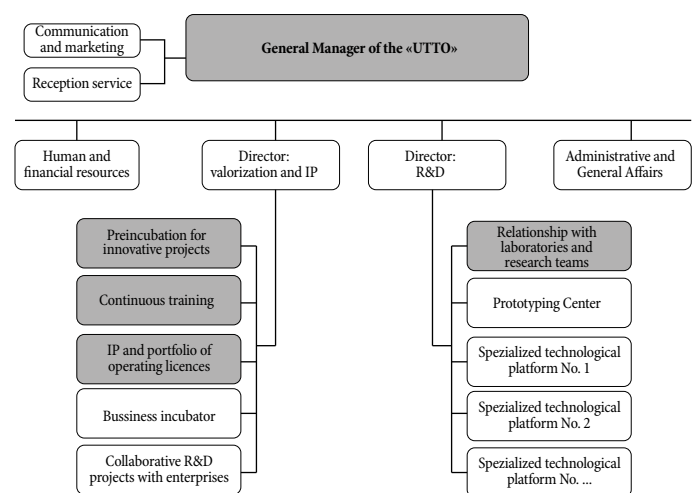 Communication
and marketing
General Manager of the «UTTO»
Reception service
Human and
financial resources
Director:
valorization and IP
Director:
R&D
Administrative and
General Affairs
Preincubation for
innovative projects
Continuous training
IP and portfolio of
operating licences
Bussiness incubator
Collaborative R&D
projects with enterprises
Relationship with
laboratories and
research teams
Prototyping Center
Spezialized technological
platform No. 1
Spezialized technological
platform No. 2
Spezialized technological
platform No. ...